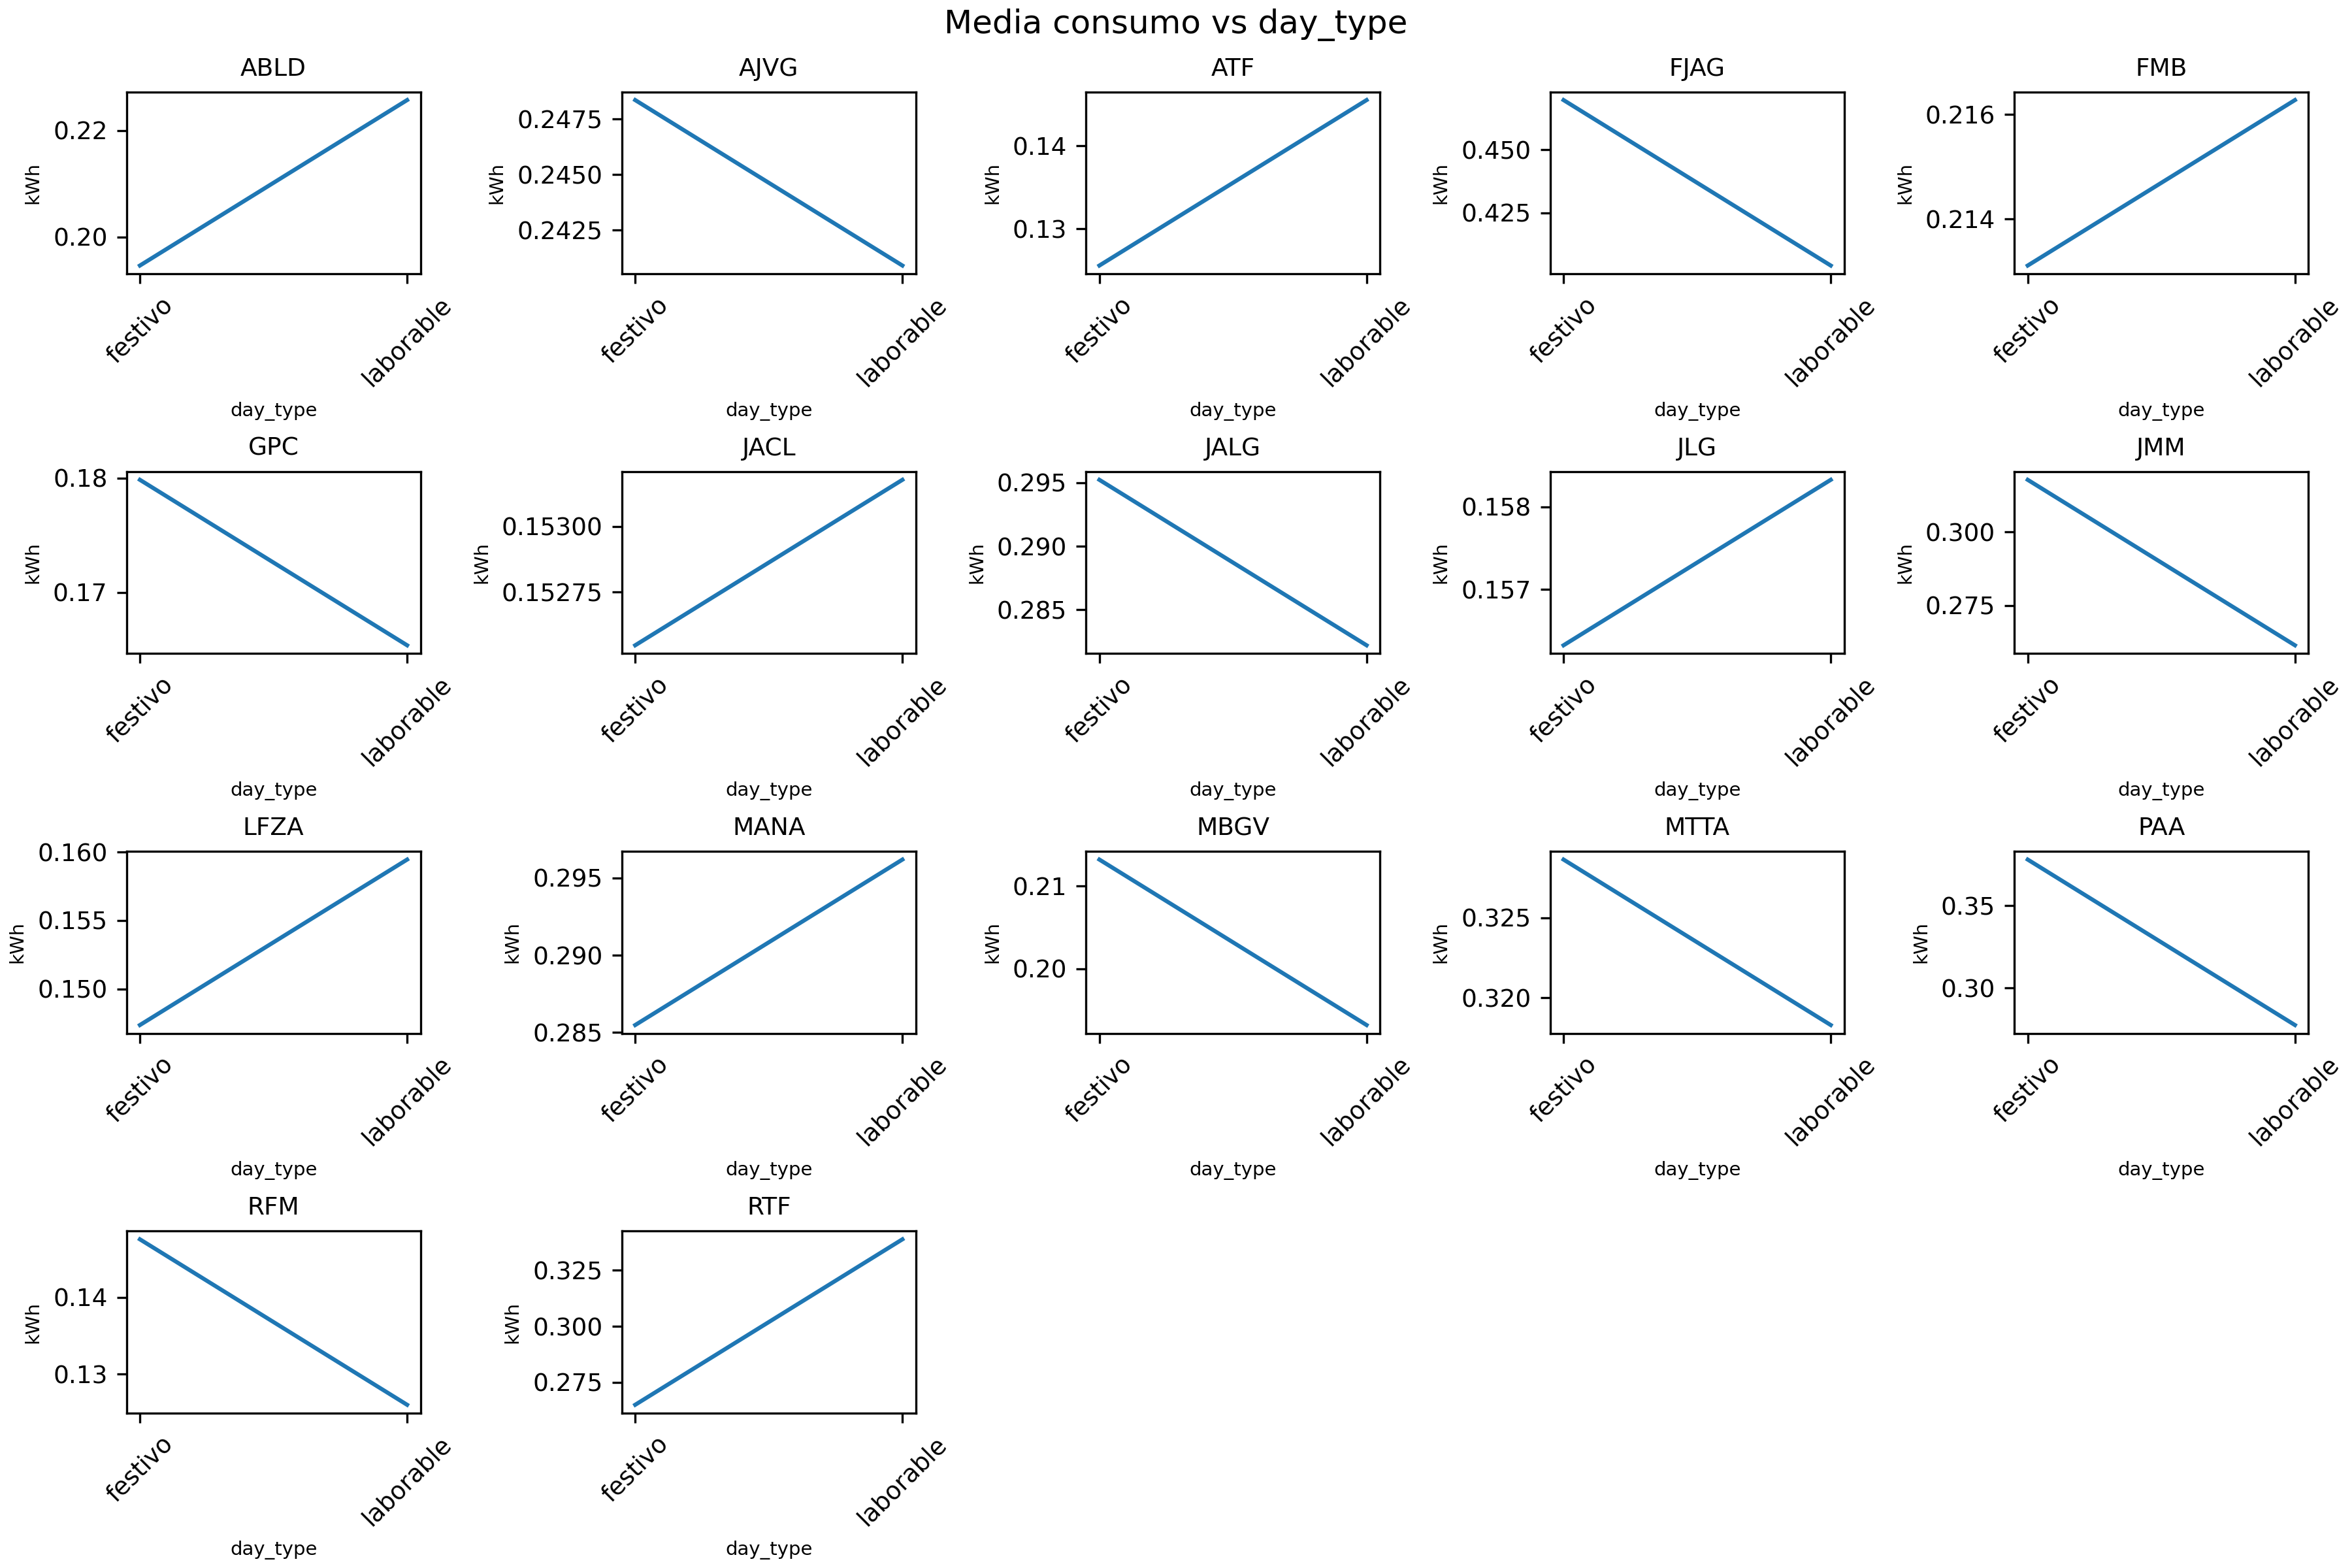 Media consumo vs day_type
ABLD
0.22
0.20
kWh
festivo
laborable
day_type
AJVG
0.2475
0.2450
0.2425
kWh
festivo
laborable
day_type
ATF
0.14
0.13
kWh
festivo
laborable
day_type
FJAG
0.450
0.425
kWh
festivo
laborable
day_type
FMB
0.216
0.214
kWh
festivo
laborable
day_type
GPC
0.18
0.17
kWh
festivo
laborable
day_type
JACL
0.15300
0.15275
kWh
festivo
laborable
day_type
JALG
0.295
0.290
0.285
kWh
festivo
laborable
day_type
JLG
0.158
0.157
kWh
festivo
laborable
day_type
JMM
0.300
0.275
kWh
festivo
laborable
day_type
LFZA
0.160
0.155
0.150
kWh
festivo
laborable
day_type
MANA
0.295
0.290
0.285
kWh
festivo
laborable
day_type
MBGV
0.21
0.20
kWh
festivo
laborable
day_type
MTTA
0.325
0.320
kWh
festivo
laborable
day_type
PAA
0.35
0.30
kWh
festivo
laborable
day_type
RFM
0.14
0.13
kWh
festivo
laborable
day_type
RTF
0.325
0.300
0.275
kWh
festivo
laborable
day_type